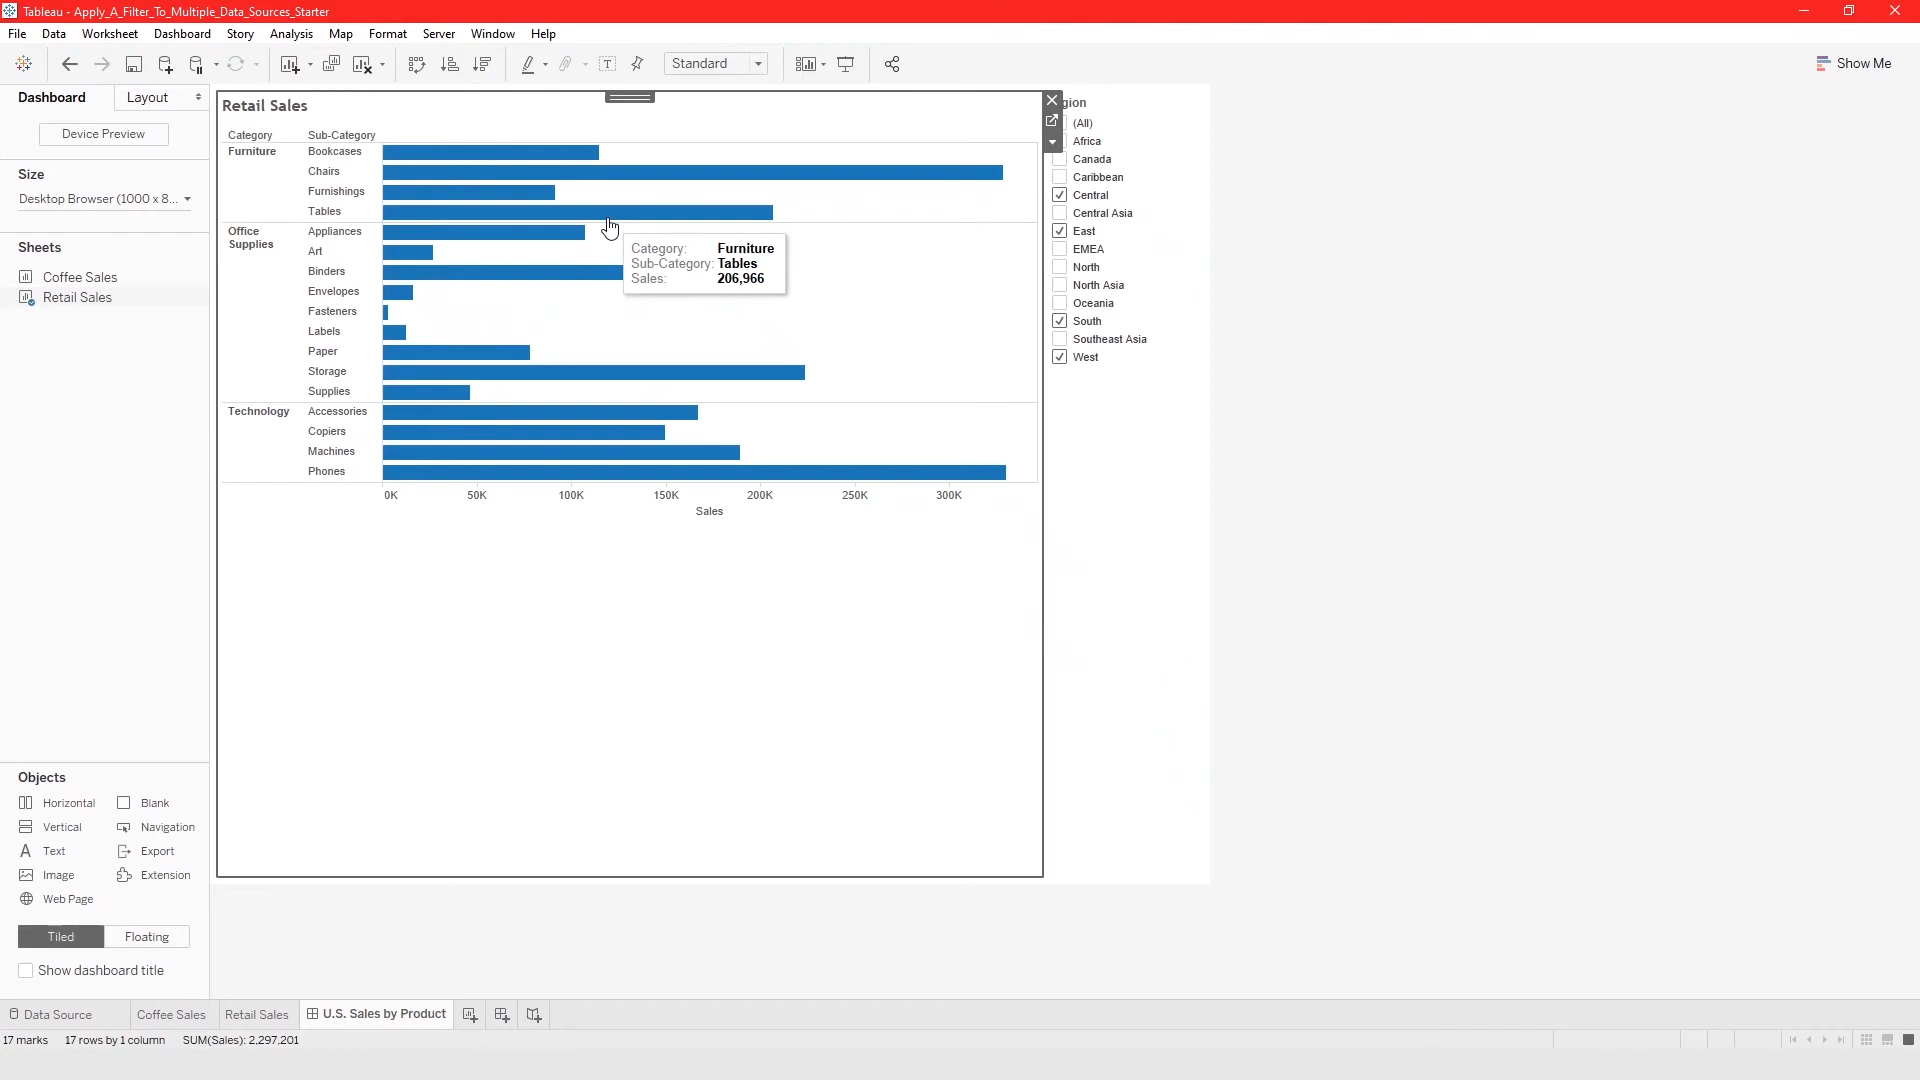 Tableau - Apply_A_Filter_To_Multiple_Data_Sources_Starter
File Data Worksheet Dashboard Story Analysis Map Format Server Window Help
Standard
Show Me
Dashboard
Layout
Device Preview
Size
Desktop Browser (1000 x 8...
Sheets
Coffee Sales
Retail Sales
Retail Sales
Category Sub-Category
Furniture Bookcases
Chairs
Furnishings
Tables
Office Supplies Appliances
Art
Binders
Envelopes
Fasteners
Labels
Paper
Storage
Supplies
Technology Accessories
Copiers
Machines
Phones
0K 50K 100K 150K 200K 250K 300K
Sales
Category: Furniture
Sub-Category: Tables
Sales: 206,966
gion
(All)
Africa
Canada
Caribbean
Central
Central Asia
East
EMEA
North
North Asia
Oceania
South
Southeast Asia
West
Objects
Horizontal Blank
Vertical Navigation
Text Export
Image Extension
Web Page
Tiled Floating
Show dashboard title
Data Source Coffee Sales Retail Sales U.S. Sales by Product
17 marks 17 rows by 1 column SUM(Sales): 2,297,201